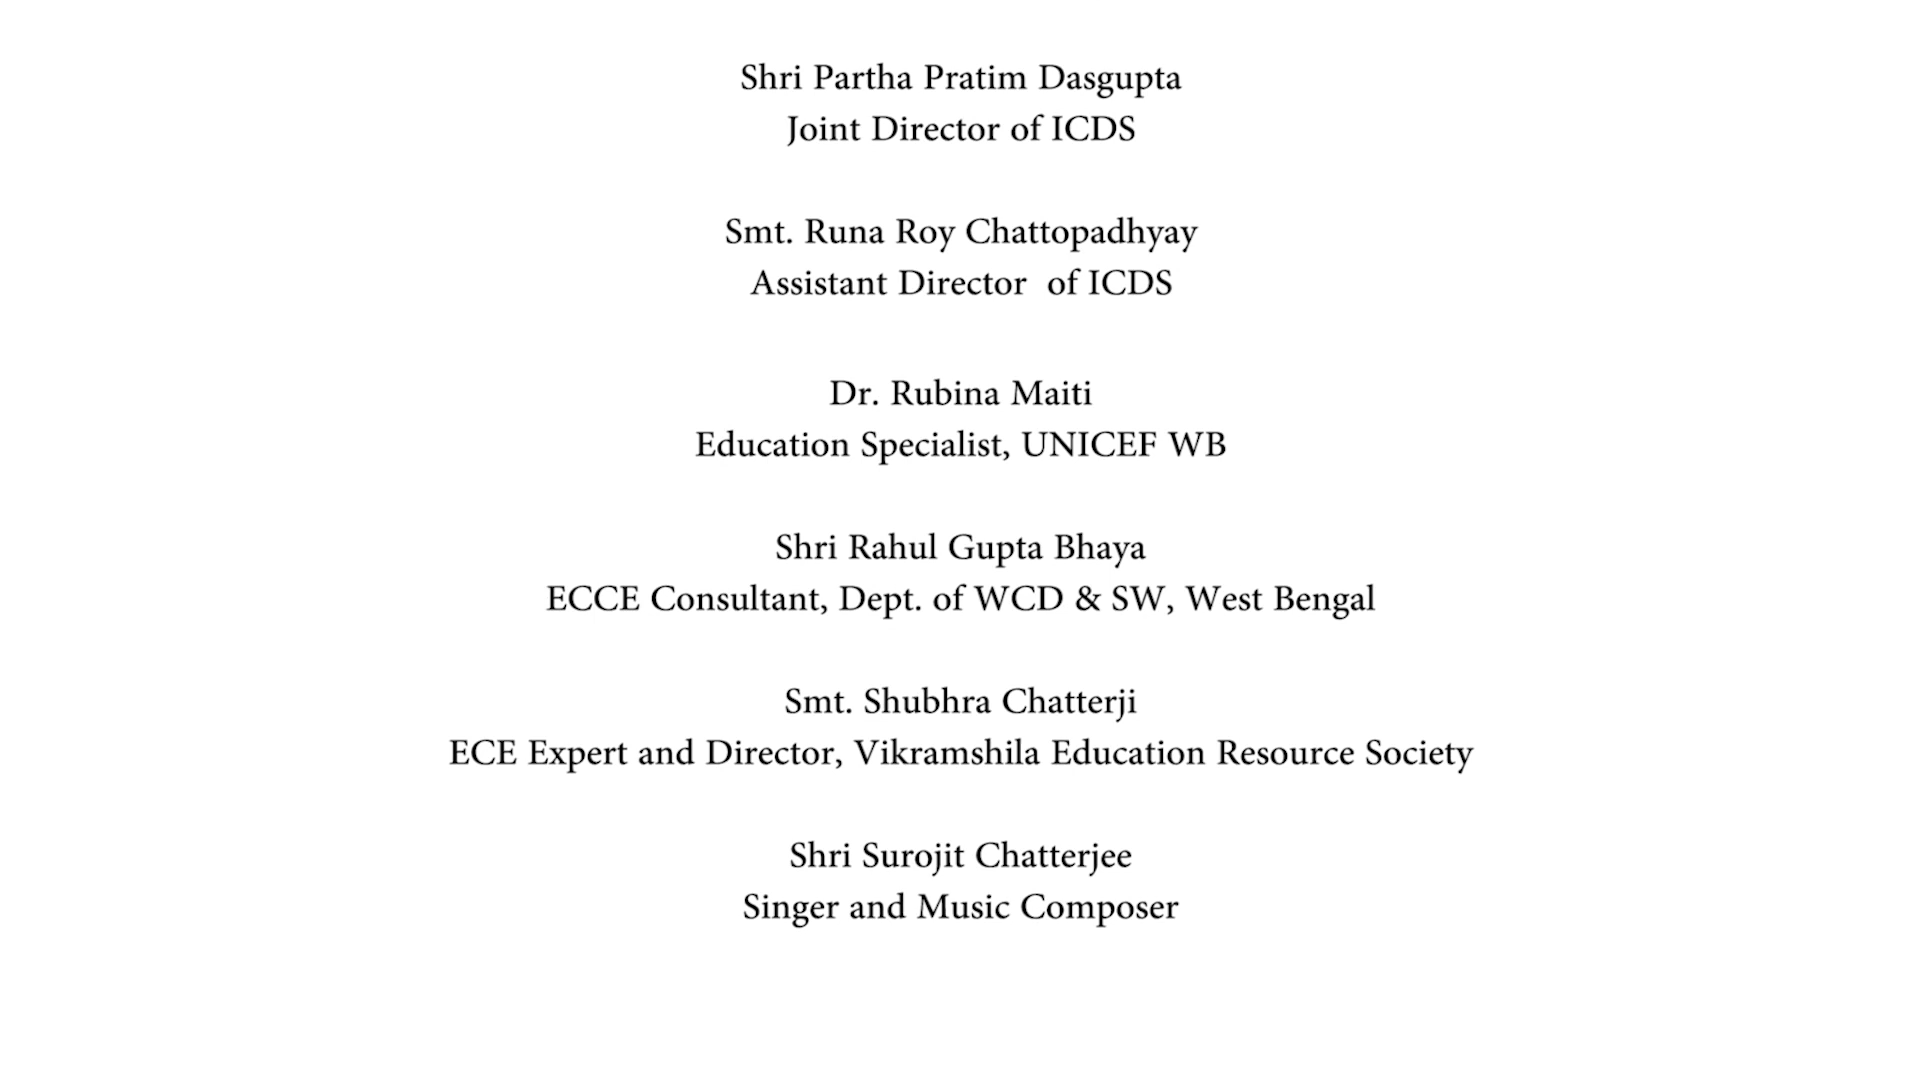 Shri Partha Pratim Dasgupta
Joint Director of ICDS
Smt. Runa Roy Chattopadhyay
Assistant Director  of ICDS
Dr. Rubina Maiti
Education Specialist, UNICEF WB
Shri Rahul Gupta Bhaya
ECCE Consultant, Dept. of WCD & SW, West Bengal
Smt. Shubhra Chatterji
ECE Expert and Director, Vikramshila Education Resource Society
Shri Surojit Chatterjee
Singer and Music Composer